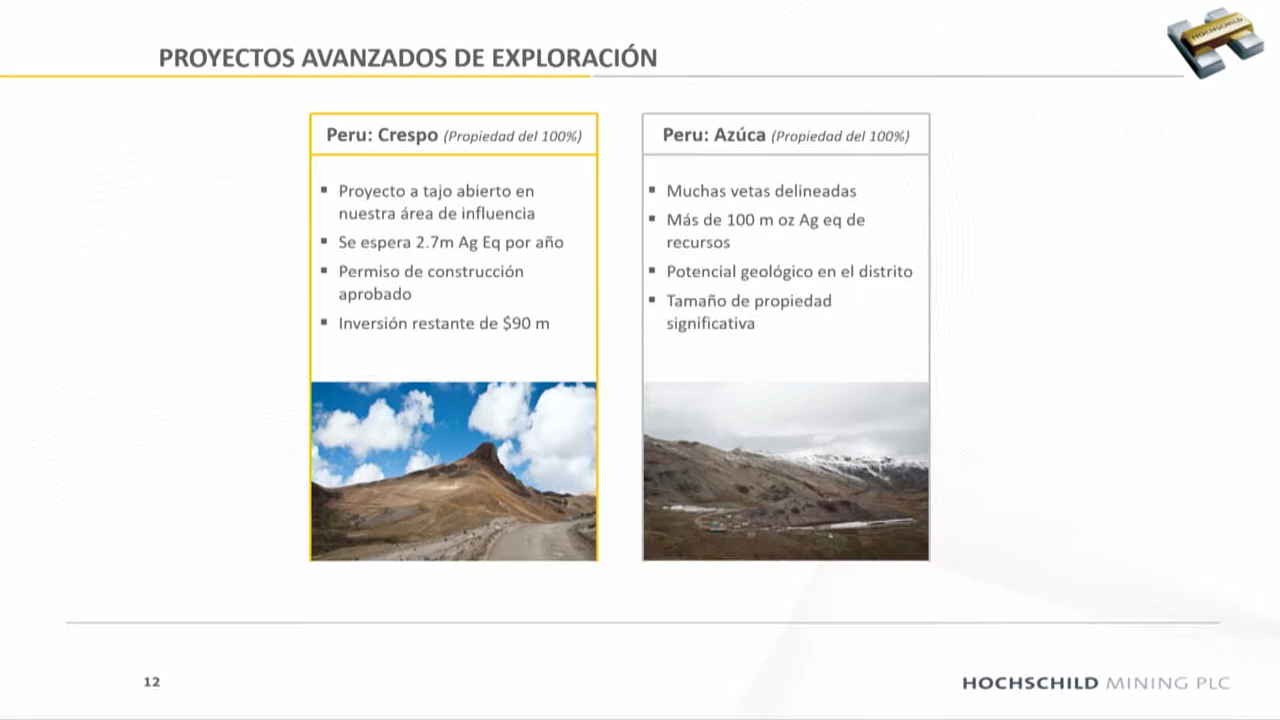 HOCHSCHILD
PROYECTOS AVANZADOS DE EXPLORACIÓN
Peru: Crespo (Propiedad del 100%)
▪ Proyecto a tajo abierto en
nuestra área de influencia
▪ Se espera 2.7m Ag Eq por año
▪ Permiso de construcción
aprobado
▪ Inversión restante de $90 m
Peru: Azúca (Propiedad del 100%)
▪ Muchas vetas delineadas
▪ Más de 100 m oz Ag eq de
recursos
▪ Potencial geológico en el distrito
▪ Tamaño de propiedad
significativa
12
HOCHSCHILD MINING PLC